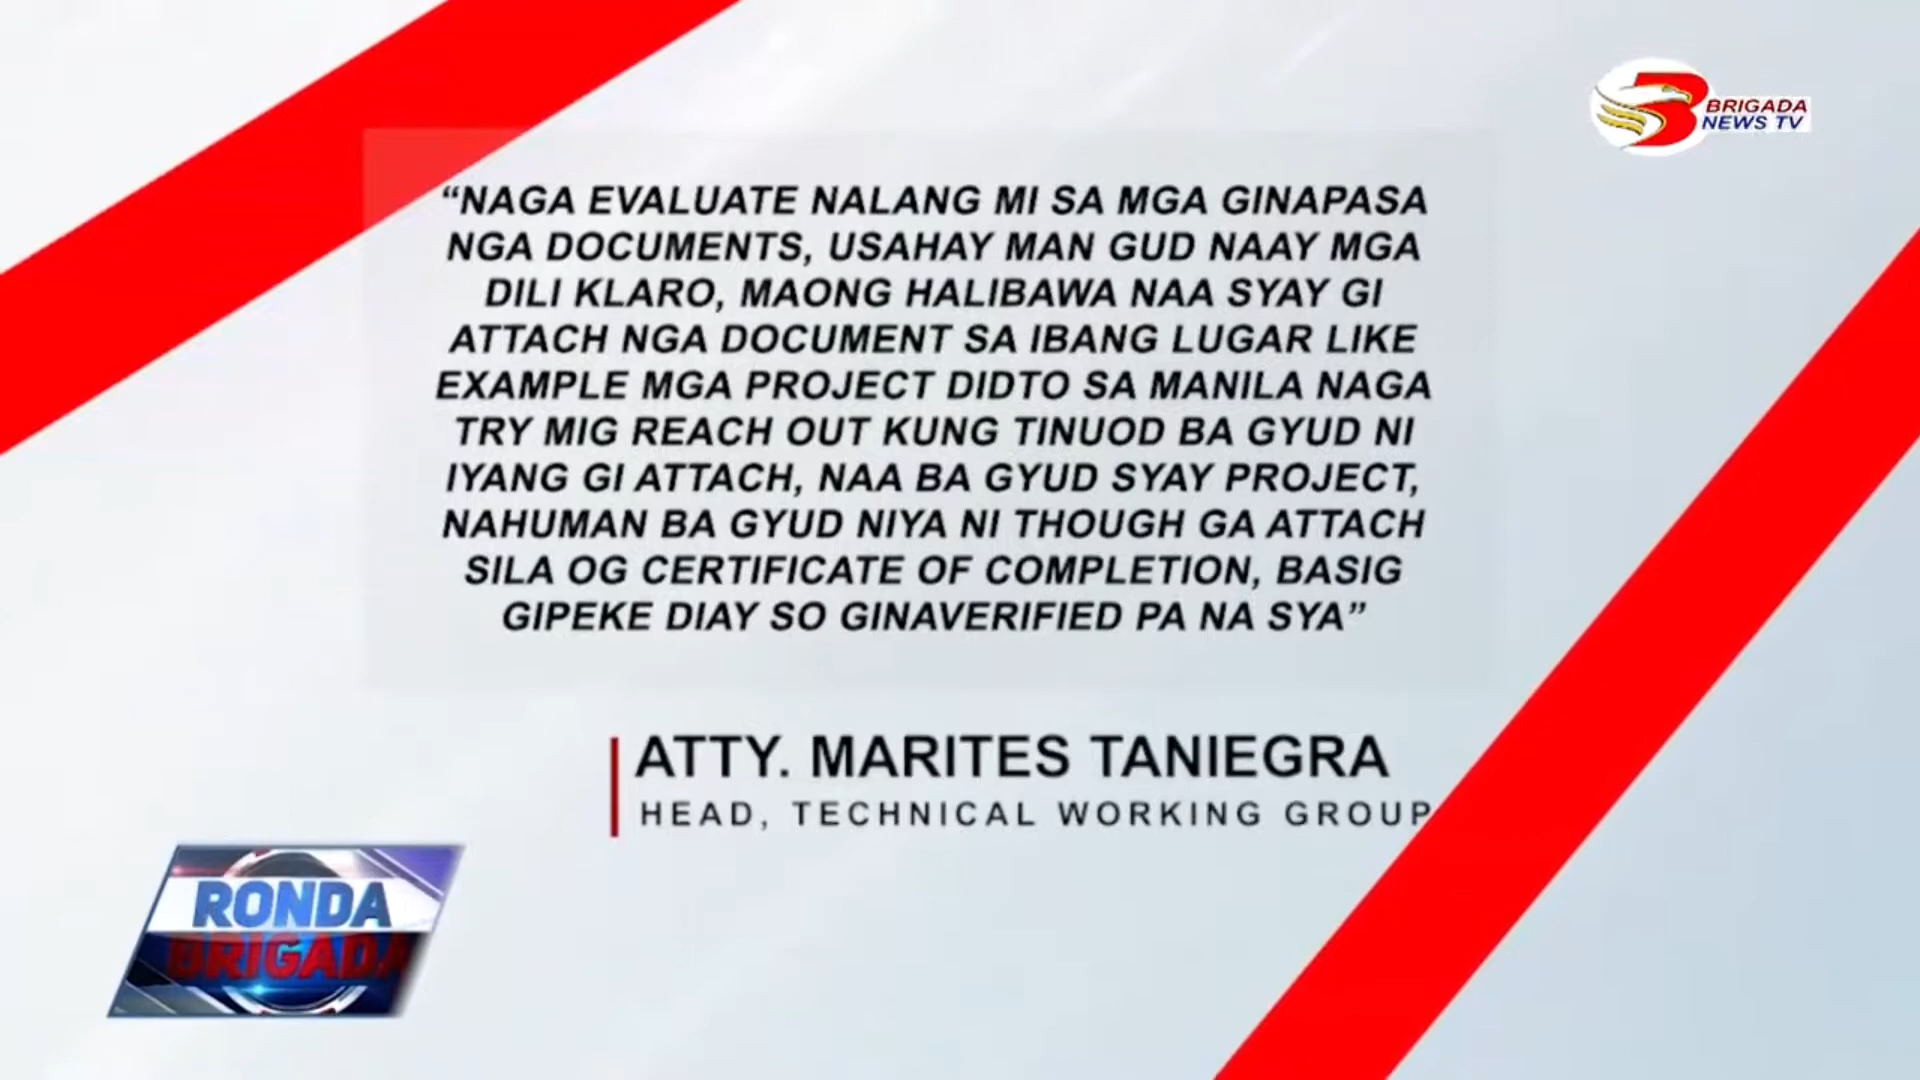 BRIGADA
NEWS TV
“NAGA EVALUATE NALANG MI SA MGA GINAPASA
NGA DOCUMENTS, USAHAY MAN GUD NAAY MGA
DILI KLARO, MAONG HALIBAWA NAA SYAY GI
ATTACH NGA DOCUMENT SA IBANG LUGAR LIKE
EXAMPLE MGA PROJECT DIDTO SA MANILA NAGA
TRY MIG REACH OUT KUNG TINUOD BA GYUD NI
IYANG GI ATTACH, NAA BA GYUD SYAY PROJECT,
NAHUMAN BA GYUD NIYA NI THOUGH GA ATTACH
SILA OG CERTIFICATE OF COMPLETION, BASIG
GIPEKE DIAY SO GINAVERIFIED PA NA SYA”
ATTY. MARITES TANIEGRA
HEAD, TECHNICAL WORKING GROUP
RONDA
BRIGADA